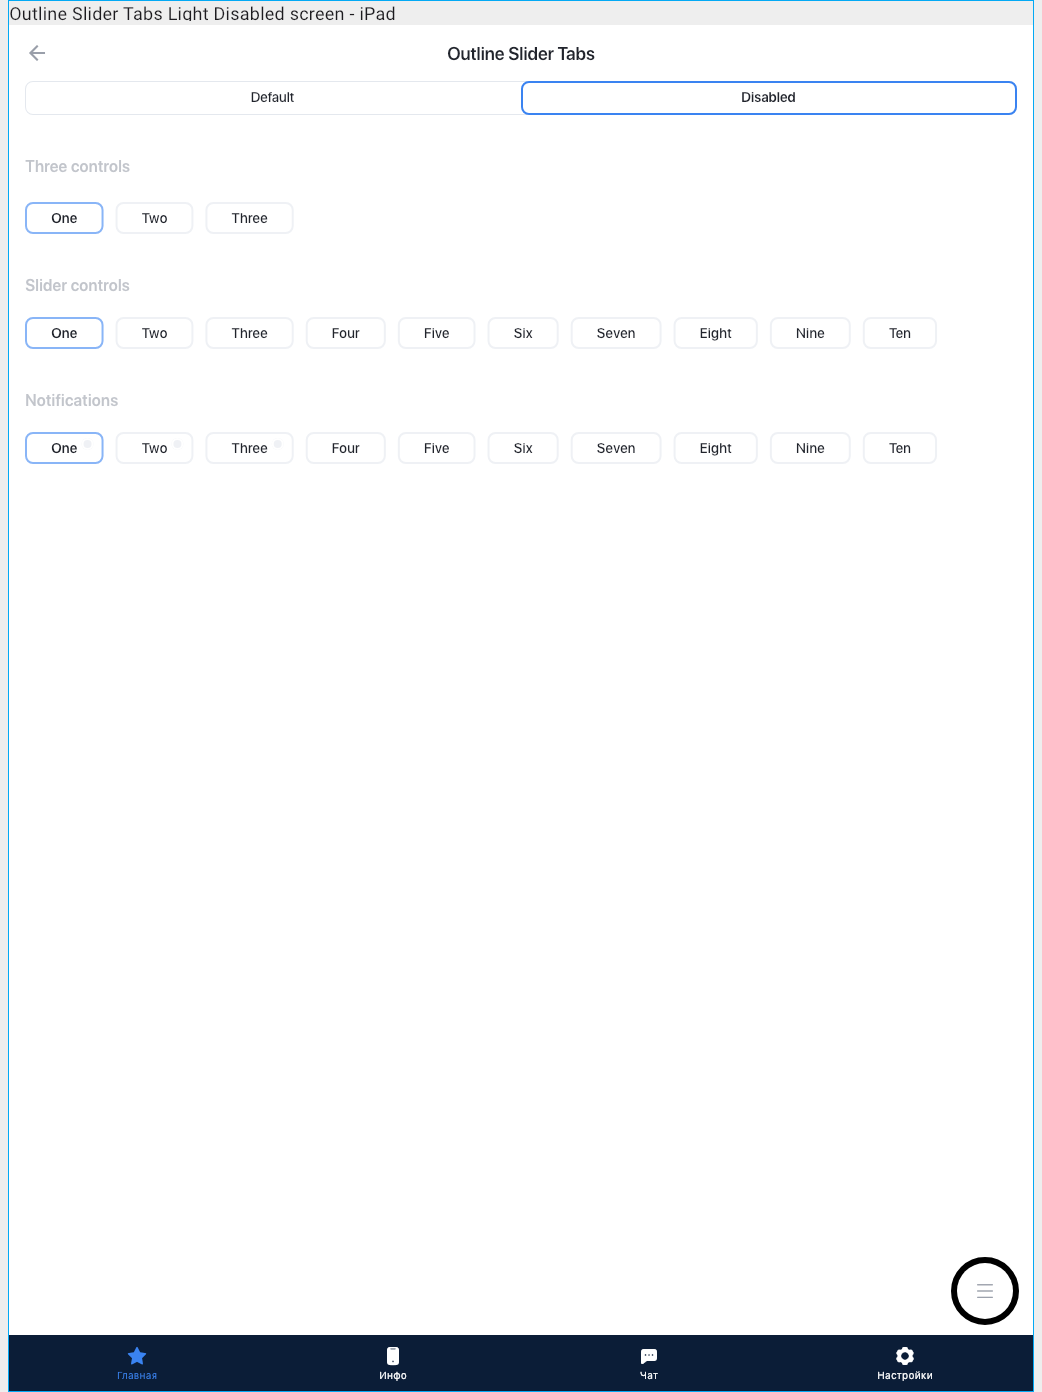 Outline Slider Tabs Light Disabled screen - iPad
Outline Slider Tabs
Default Disabled
Three controls
One Two Three
Slider controls
One Two Three Four Five Six Seven Eight Nine Ten
Notifications
One Two Three Four Five Six Seven Eight Nine Ten
Главная Инфо Чат Настройки